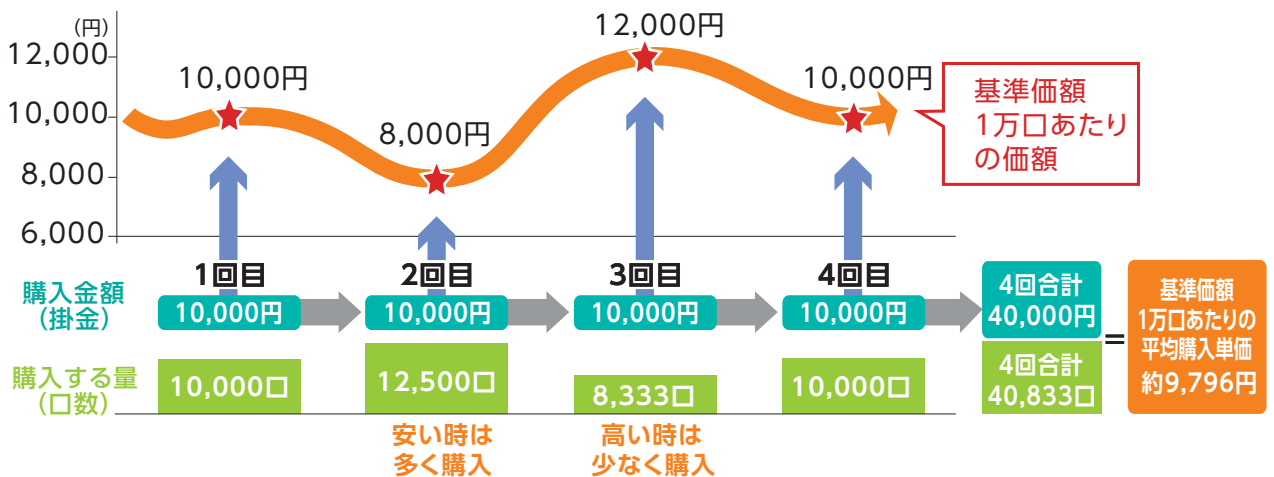 (円)
12,000
10,000
8,000
6,000
10,000円
8,000円
12,000円
10,000円
基準価額
1万口あたり
の価額
1回目
2回目
3回目
4回目
購入金額
(掛金)
10,000円
10,000円
10,000円
10,000円
4回合計
40,000円
購入する量
(口数)
10,000口
12,500口
8,333口
10,000口
4回合計
40,833口
=
基準価額
1万口あたりの
平均購入単価
約9,796円
安い時は
多く購入
高い時は
少なく購入